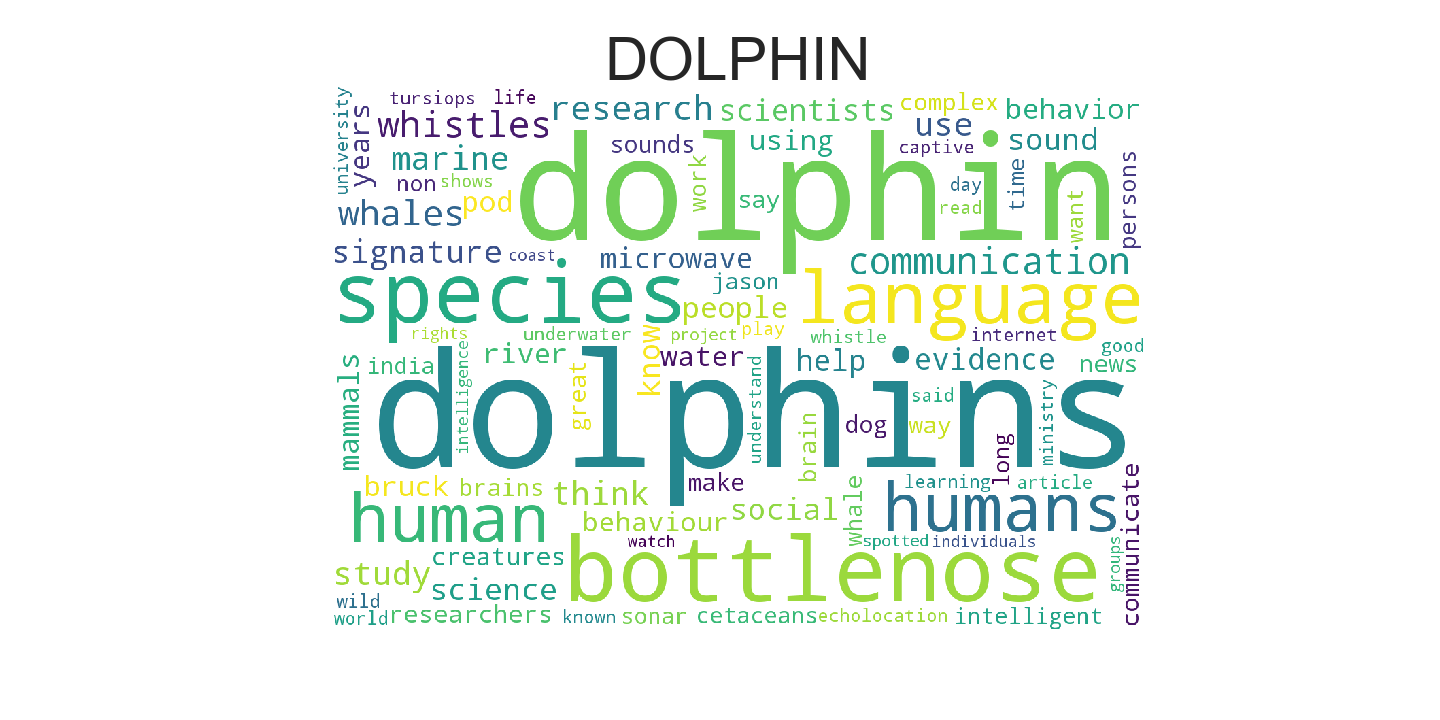 DOLPHIN
university
years
tursiops
life
whistles
research
scientists
complex
behavior
marine
sounds
using
use
captive
sound
non
shows
work
say
day
time
persons
whales
pod
dolphin
read
want
signature
coast
microwave
communication
species
jason
language
people
rights
underwater
know
project
play
whistle
internet
good
india
intelligence
river
great
water
understand
help
evidence
news
mammals
dolphins
brain
dog
said
way
long
ministry
bruck
brains
think
make
learning
article
communicate
human
behaviour
social
whale
humans
creatures
watch
spotted
individuals
groups
study
science
bottlenose
wild
world
researchers
known
sonar
cetaceans
echolocation
intelligent